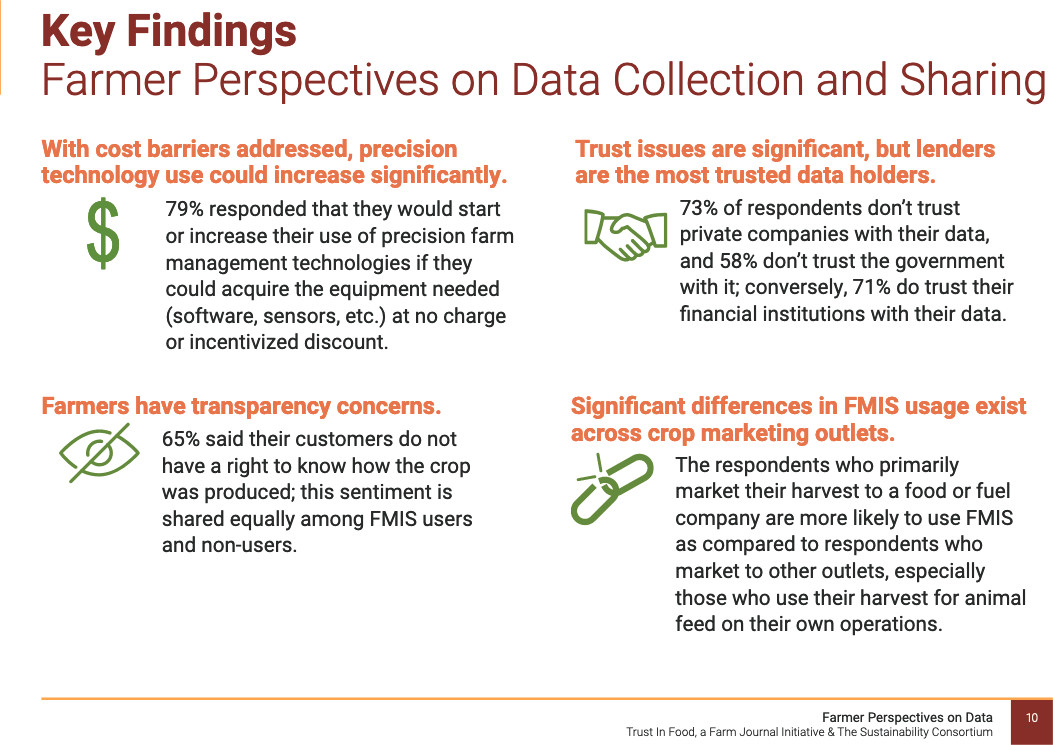 Key Findings
Farmer Perspectives on Data Collection and Sharing
With cost barriers addressed, precision
technology use could increase significantly.
$
79% responded that they would start
or increase their use of precision farm
management technologies if they
could acquire the equipment needed
(software, sensors, etc.) at no charge
or incentivized discount.
Trust issues are significant, but lenders
are the most trusted data holders.
73% of respondents don’t trust
private companies with their data,
and 58% don’t trust the government
with it; conversely, 71% do trust their
financial institutions with their data.
Farmers have transparency concerns.
65% said their customers do not
have a right to know how the crop
was produced; this sentiment is
shared equally among FMIS users
and non-users.
Significant differences in FMIS usage exist
across crop marketing outlets.
The respondents who primarily
market their harvest to a food or fuel
company are more likely to use FMIS
as compared to respondents who
market to other outlets, especially
those who use their harvest for animal
feed on their own operations.
Farmer Perspectives on Data
Trust In Food, a Farm Journal Initiative & The Sustainability Consortium
10